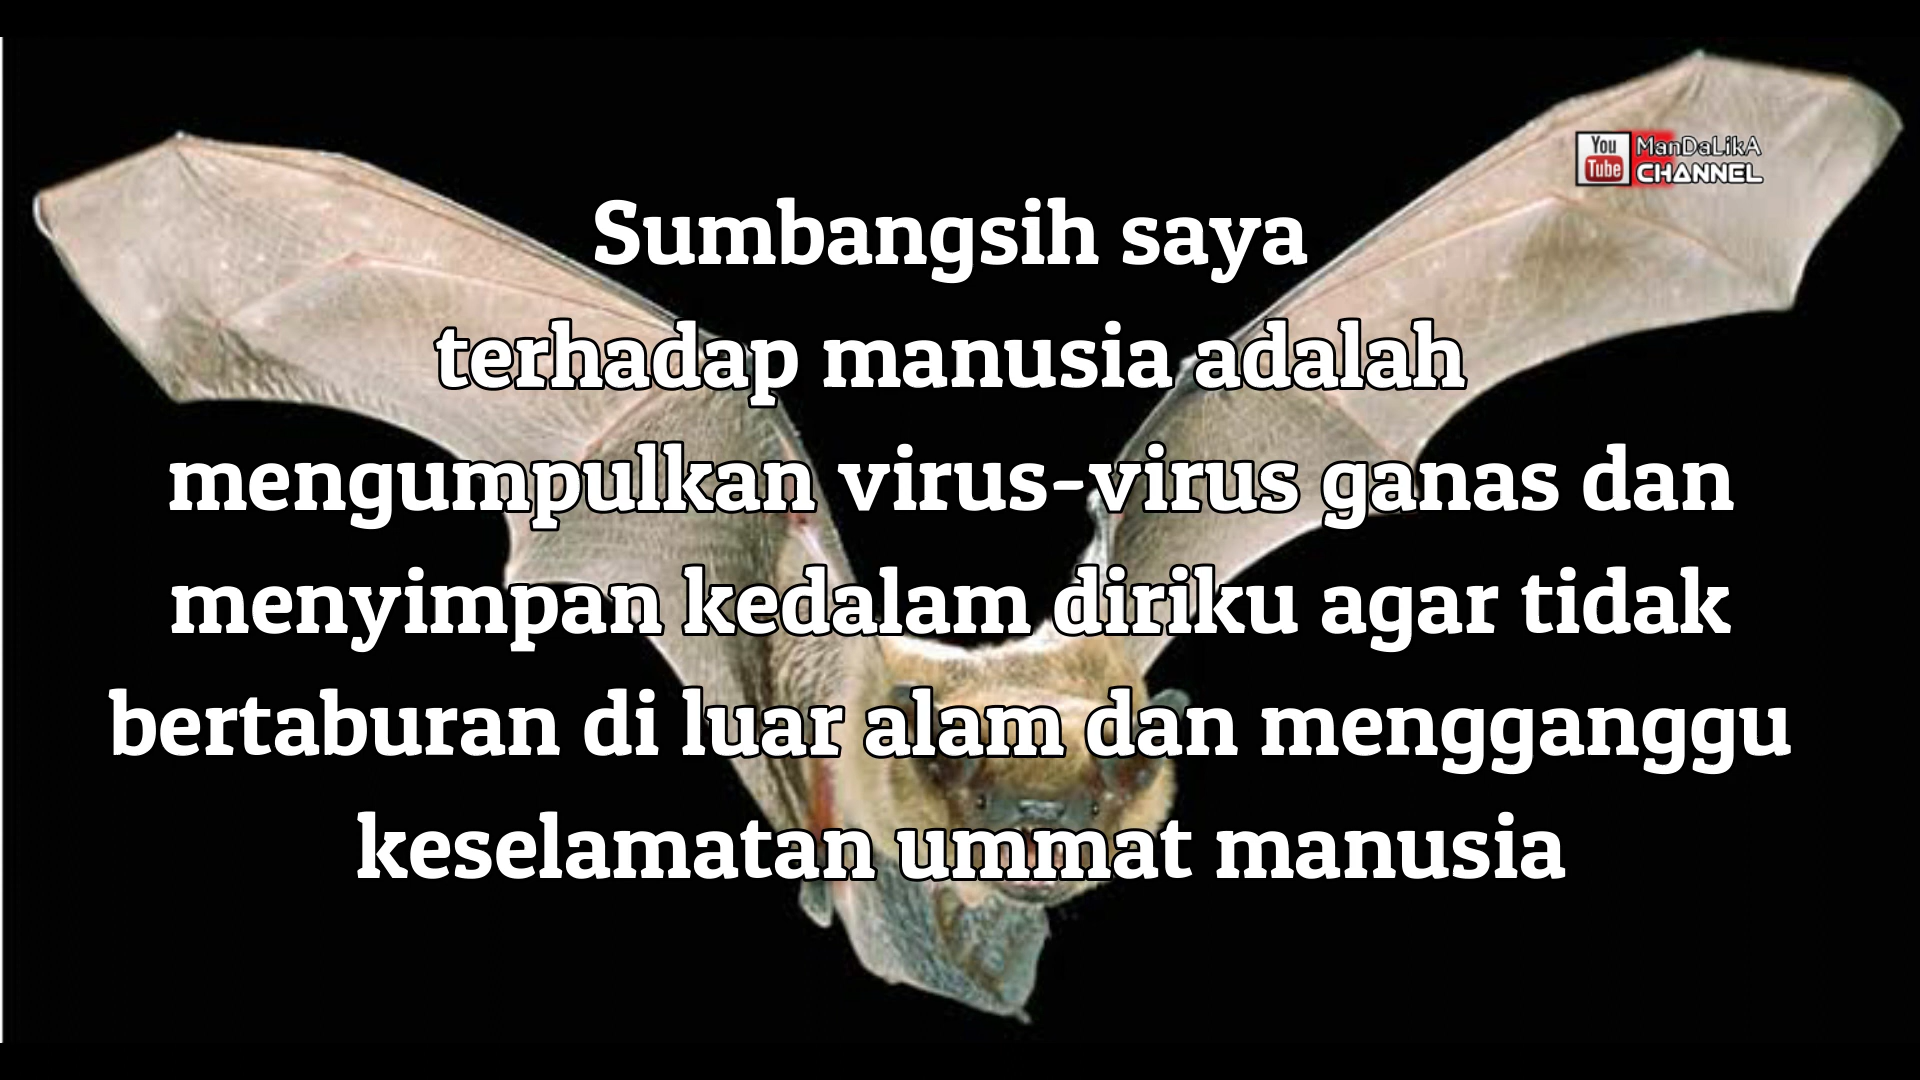 You
Tube
ManDaLikA
CHANNEL
Sumbangsih saya
terhadap manusia adalah
mengumpulkan virus-virus ganas dan
menyimpan kedalam diriku agar tidak
bertaburan di luar alam dan mengganggu
keselamatan ummat manusia